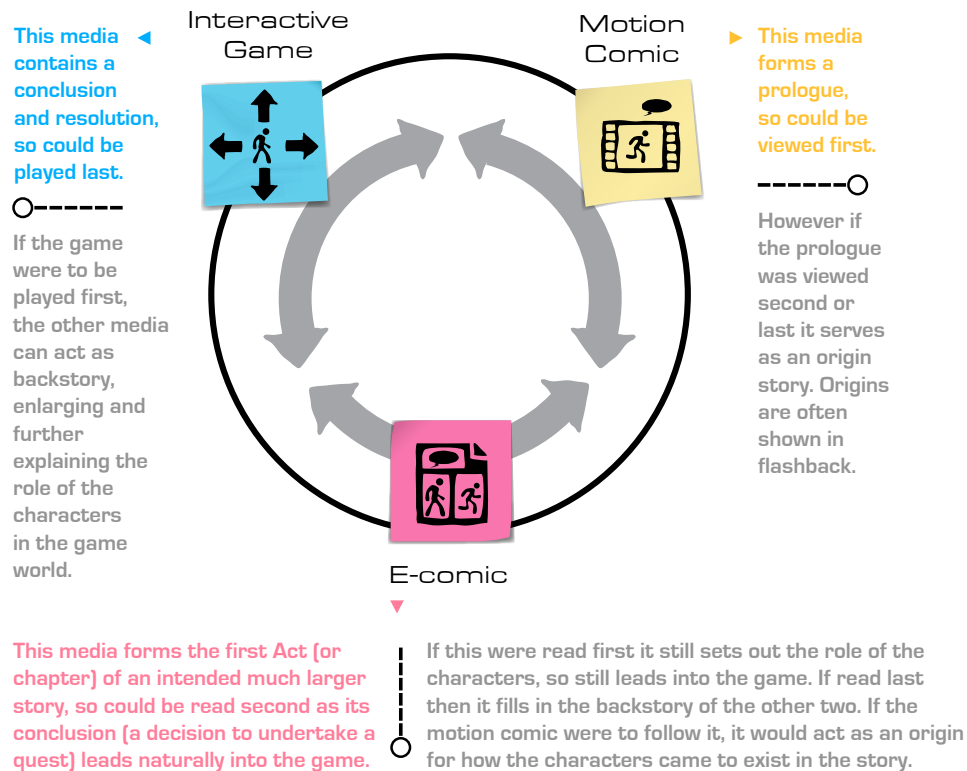 Interactive
Game
Motion
Comic
This media
contains a
conclusion
and resolution,
so could be
played last.
If the game
were to be
played first,
the other media
can act as
backstory,
enlarging and
further
explaining the
role of the
characters
in the game
world.
This media
forms a
prologue,
so could be
viewed first.
However if
the prologue
was viewed
second or
last it serves
as an origin
story. Origins
are often
shown in
flashback.
E-comic
This media forms the first Act (or
chapter) of an intended much larger
story, so could be read second as its
conclusion (a decision to undertake a
quest) leads naturally into the game.
If this were read first it still sets out the role of the
characters, so still leads into the game. If read last
then it fills in the backstory of the other two. If the
motion comic were to follow it, it would act as an origin
for how the characters came to exist in the story.